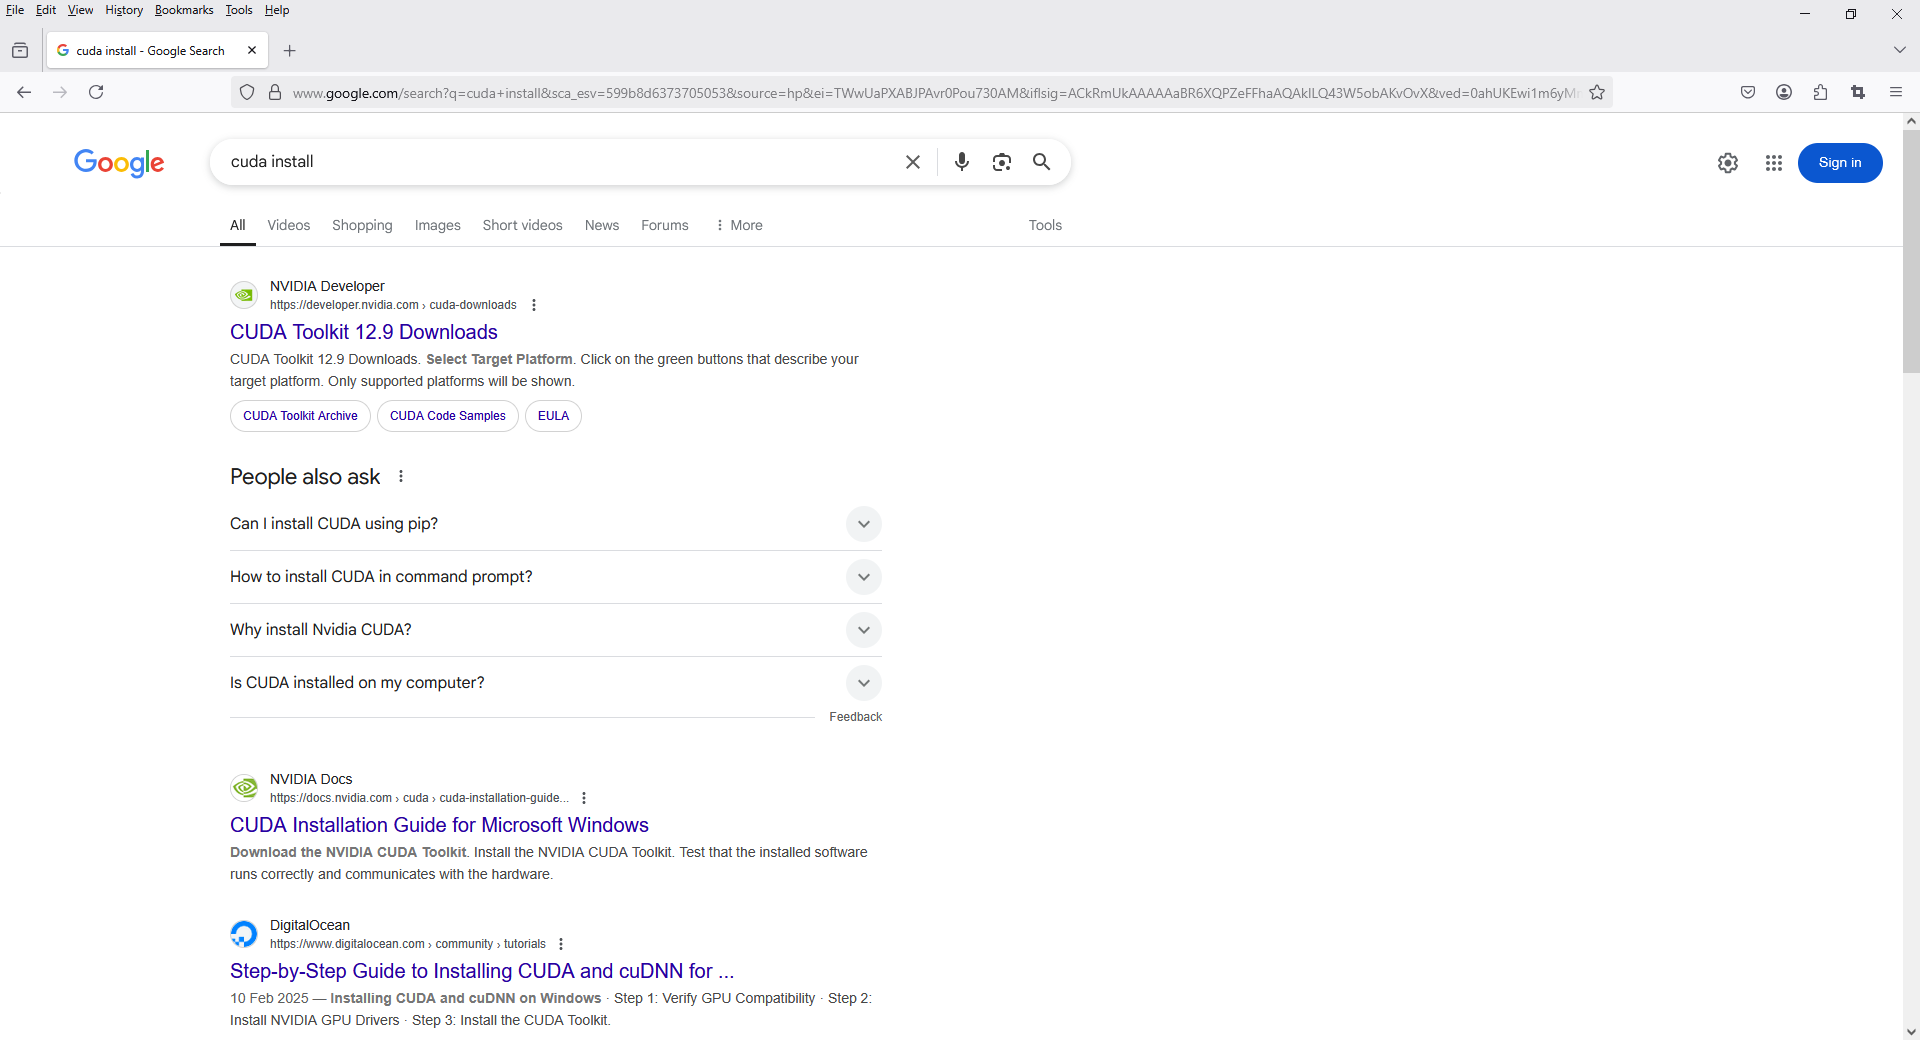 File Edit View History Bookmarks Tools Help
cuda install - Google Search
www.google.com/search?q=cuda+install&sca_esv=599b8d6373705053&source=hp&ei=TWwUaPXABJPAvr0Pou730AM&iflsig=ACkRmUkAAAAAaBR6XQPZeFFhaAQAkILQ43W5obAKvOvX&ved=0ahUKEwi1m6yM
Google
cuda install
Sign in
All Videos Shopping Images Short videos News Forums More Tools
NVIDIA Developer
https://developer.nvidia.com › cuda-downloads
CUDA Toolkit 12.9 Downloads
CUDA Toolkit 12.9 Downloads. Select Target Platform. Click on the green buttons that describe your
target platform. Only supported platforms will be shown.
CUDA Toolkit Archive CUDA Code Samples EULA
People also ask
Can I install CUDA using pip?
How to install CUDA in command prompt?
Why install Nvidia CUDA?
Is CUDA installed on my computer?
Feedback
NVIDIA Docs
https://docs.nvidia.com › cuda › cuda-installation-guide...
CUDA Installation Guide for Microsoft Windows
Download the NVIDIA CUDA Toolkit. Install the NVIDIA CUDA Toolkit. Test that the installed software
runs correctly and communicates with the hardware.
DigitalOcean
https://www.digitalocean.com › community › tutorials
Step-by-Step Guide to Installing CUDA and cuDNN for ...
10 Feb 2025 — Installing CUDA and cuDNN on Windows · Step 1: Verify GPU Compatibility · Step 2:
Install NVIDIA GPU Drivers · Step 3: Install the CUDA Toolkit.